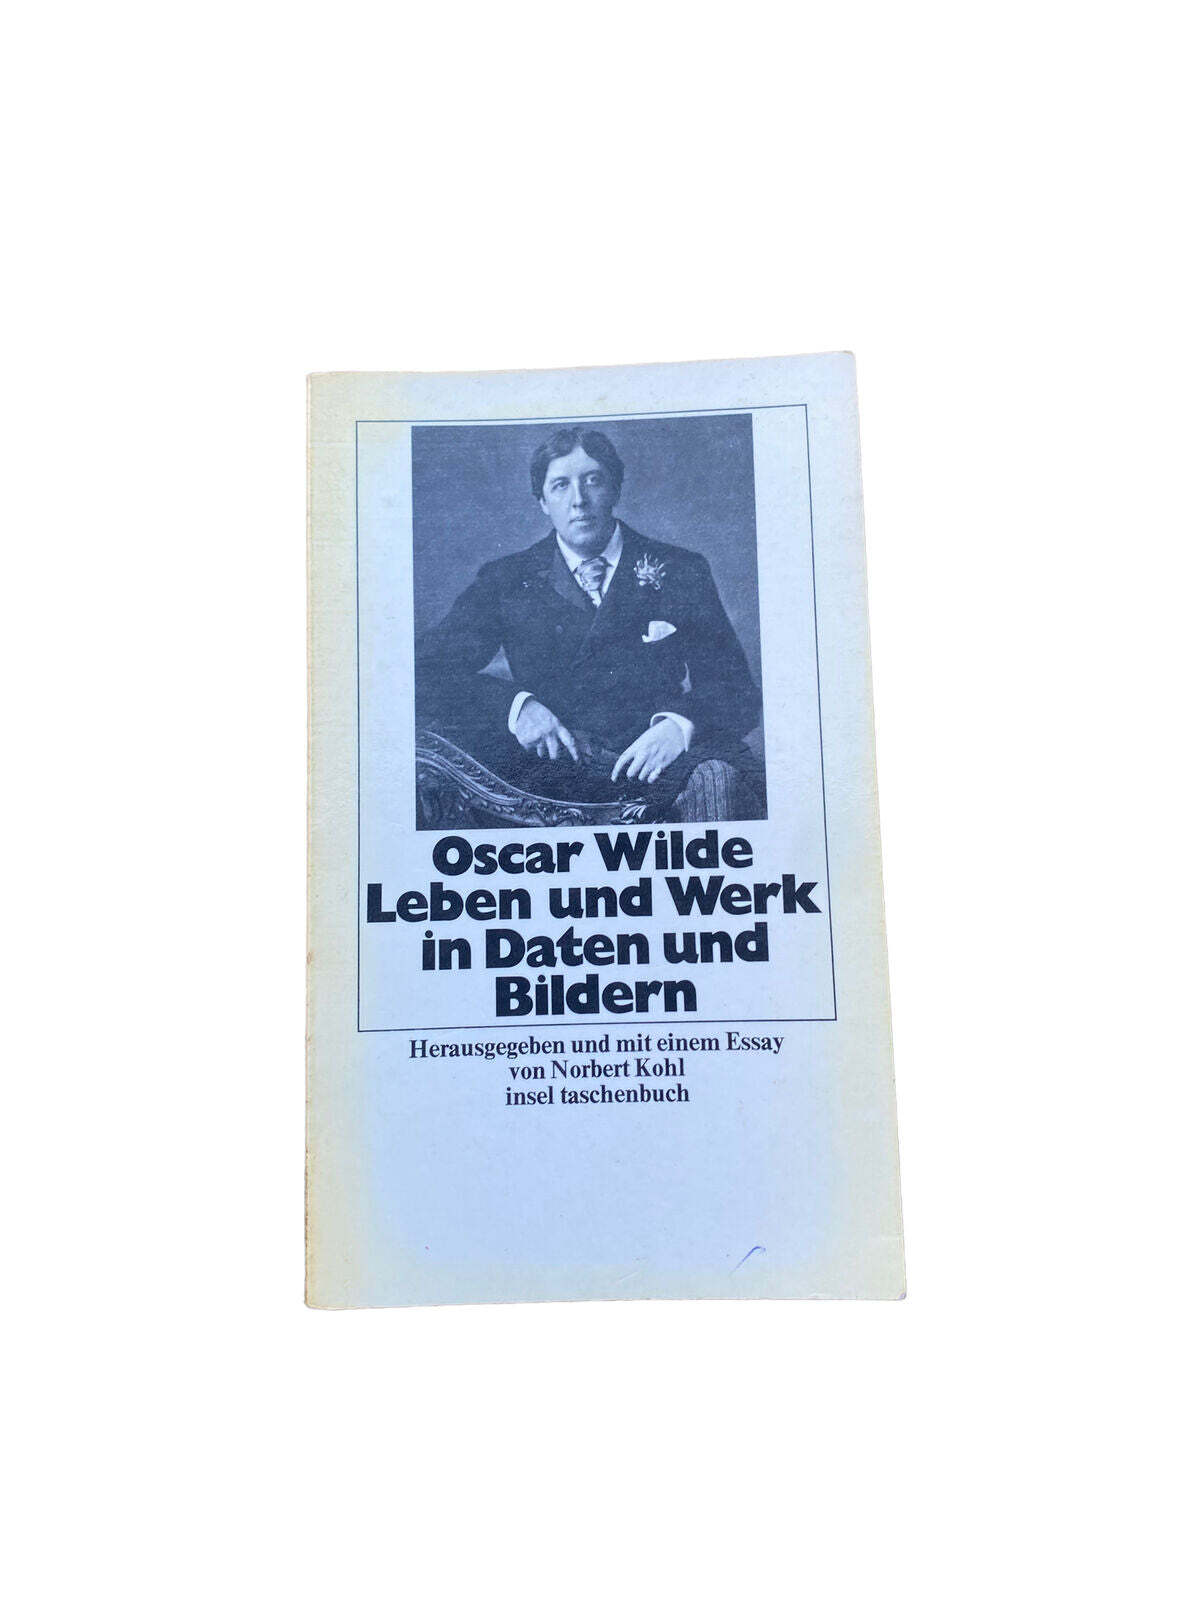 Oscar Wilde
Leben und Werk
in Daten und
Bildern
Herausgegeben und mit einem Essay
von Norbert Kohl
insel taschenbuch